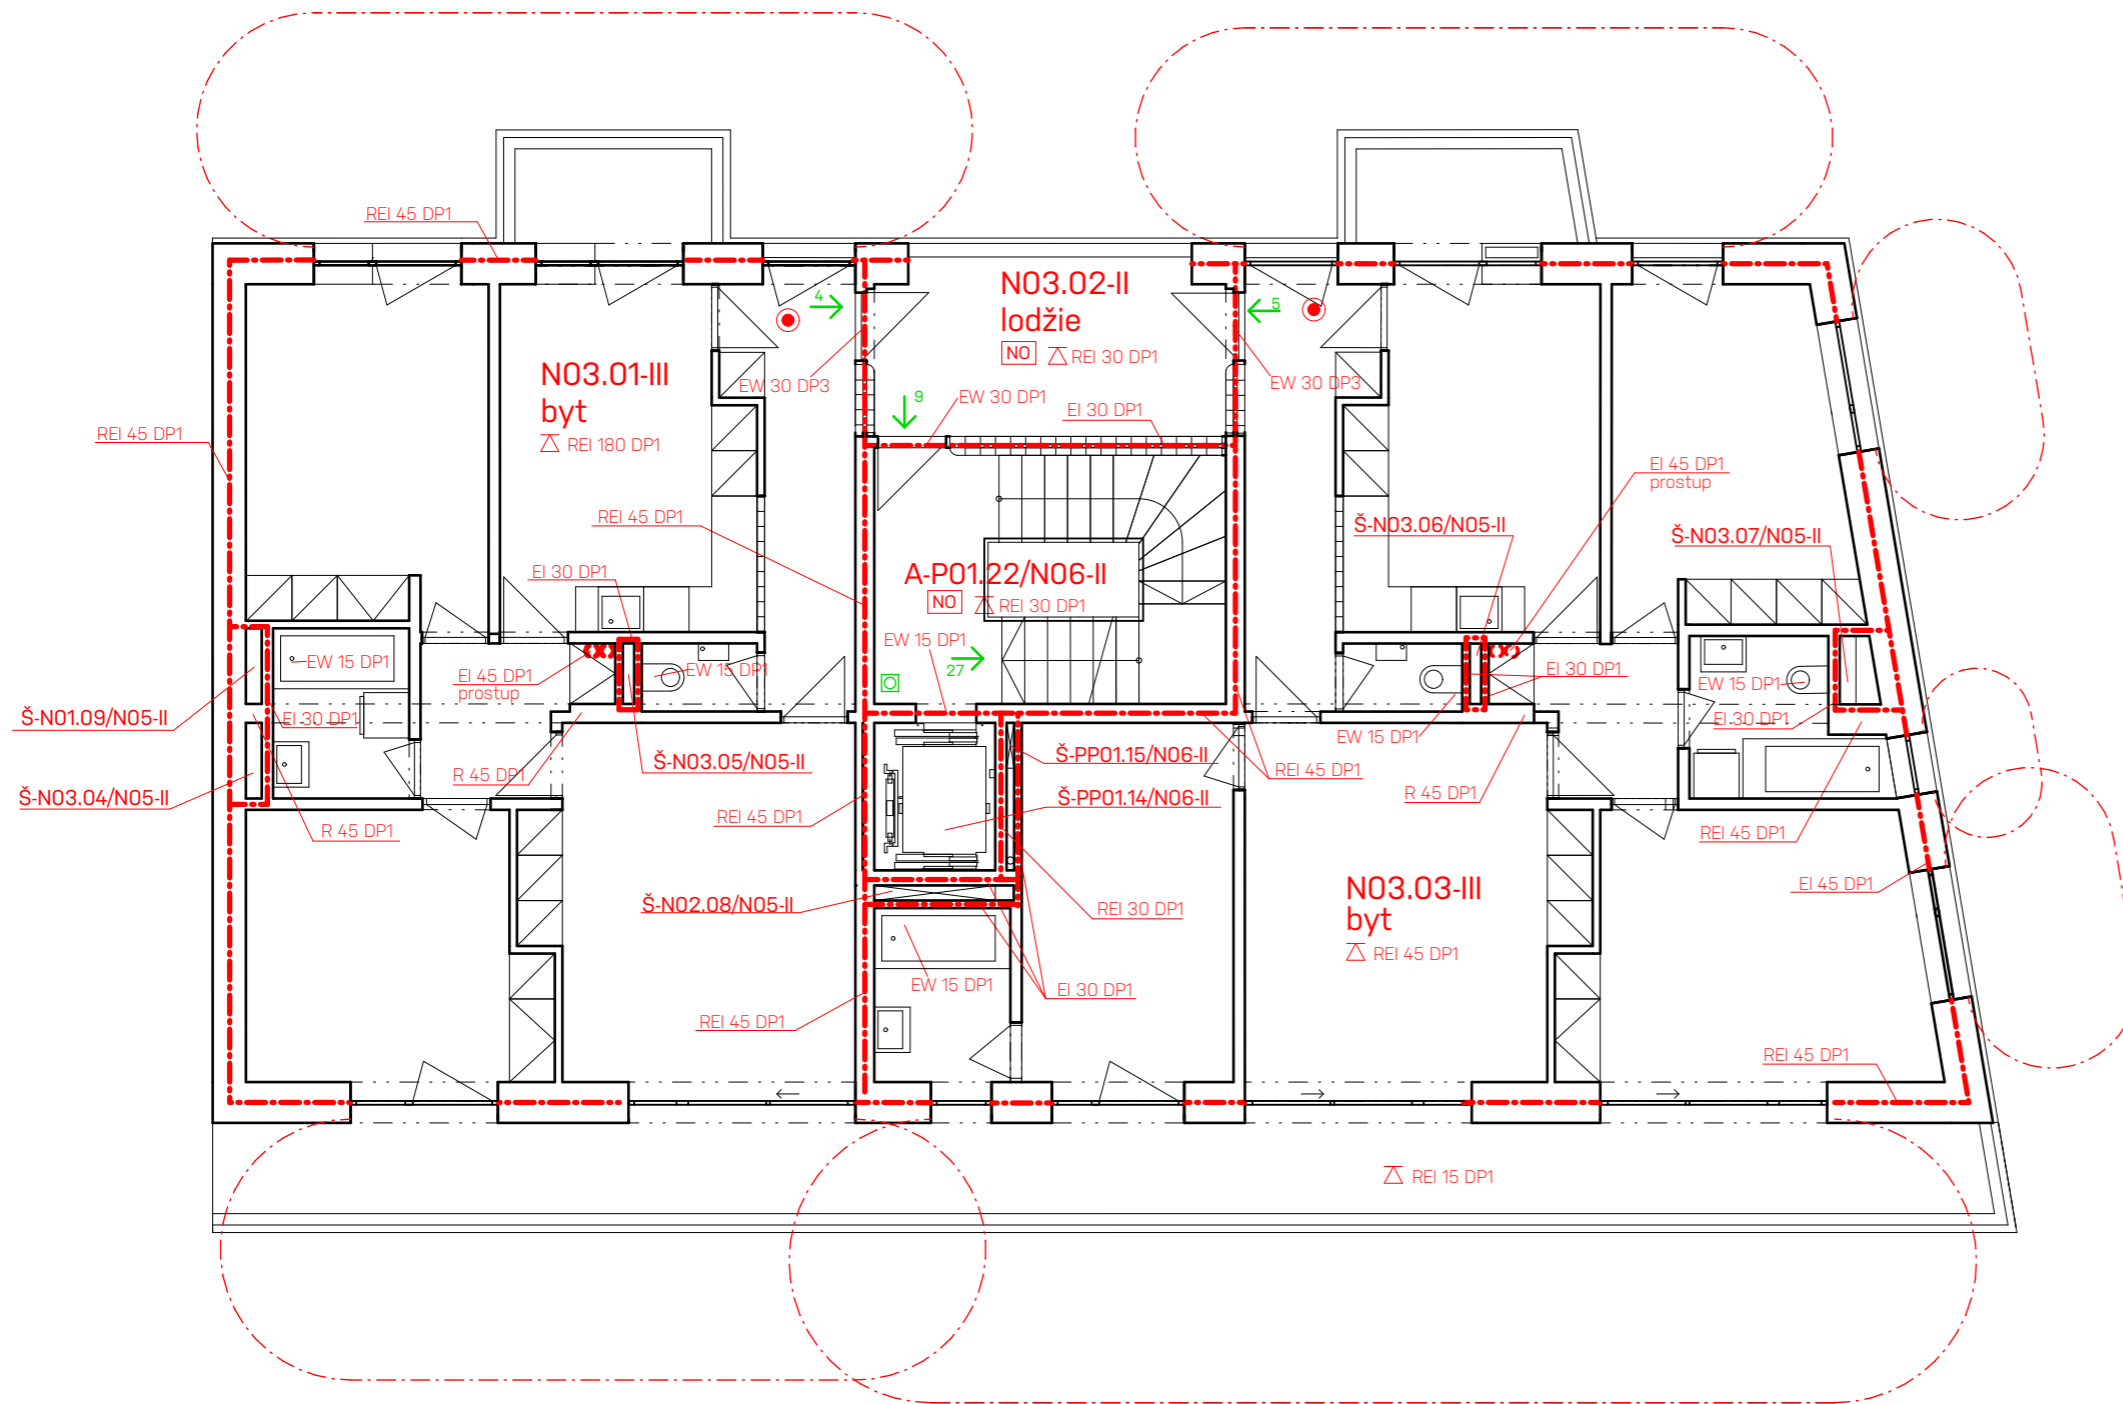 REI 45 DP1
N03.02-II
lodžie
NO
REI 30 DP1
4
5
N03.01-III
byt
REI 180 DP1
EW 30 DP3
EW 30 DP3
9
EW 30 DP1
EI 30 DP1
REI 45 DP1
EI 45 DP1
prostup
REI 45 DP1
Š-N03.06/N05-II
Š-N03.07/N05-II
EI 30 DP1
A-P01.22/N06-II
NO
REI 30 DP1
EW 15 DP1
27
EW 15 DP1
EI 45 DP1
prostup
EW 15 DP1
EI 30 DP1
EW 15 DP1
Š-N01.09/N05-II
EI 30 DP1
EI 30 DP1
EW 15 DP1
Š-N03.05/N05-II
Š-PP01.15/N06-II
REI 45 DP1
R 45 DP1
R 45 DP1
Š-N03.04/N05-II
Š-PP01.14/N06-II
REI 45 DP1
R 45 DP1
REI 45 DP1
Š-N02.08/N05-II
REI 30 DP1
N03.03-III
byt
REI 45 DP1
EI 45 DP1
EW 15 DP1
EI 30 DP1
REI 45 DP1
REI 45 DP1
REI 15 DP1